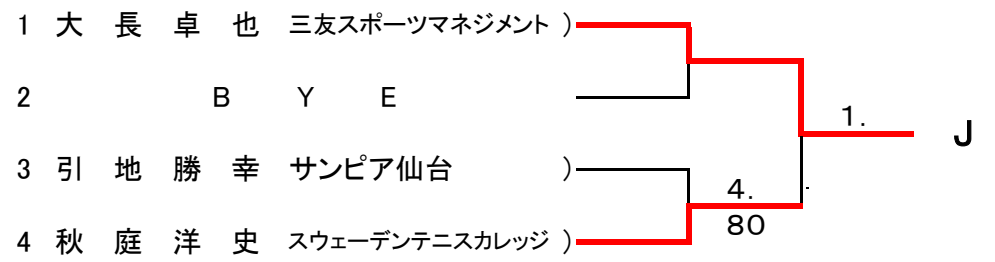 1 大 長 卓 也 三友スポーツマネジメント )
2 B Y E
1.
J
3 引 地 勝 幸 サンピア仙台 )
4.
80
4 秋 庭 洋 史 スウェーデンテニスカレッジ )